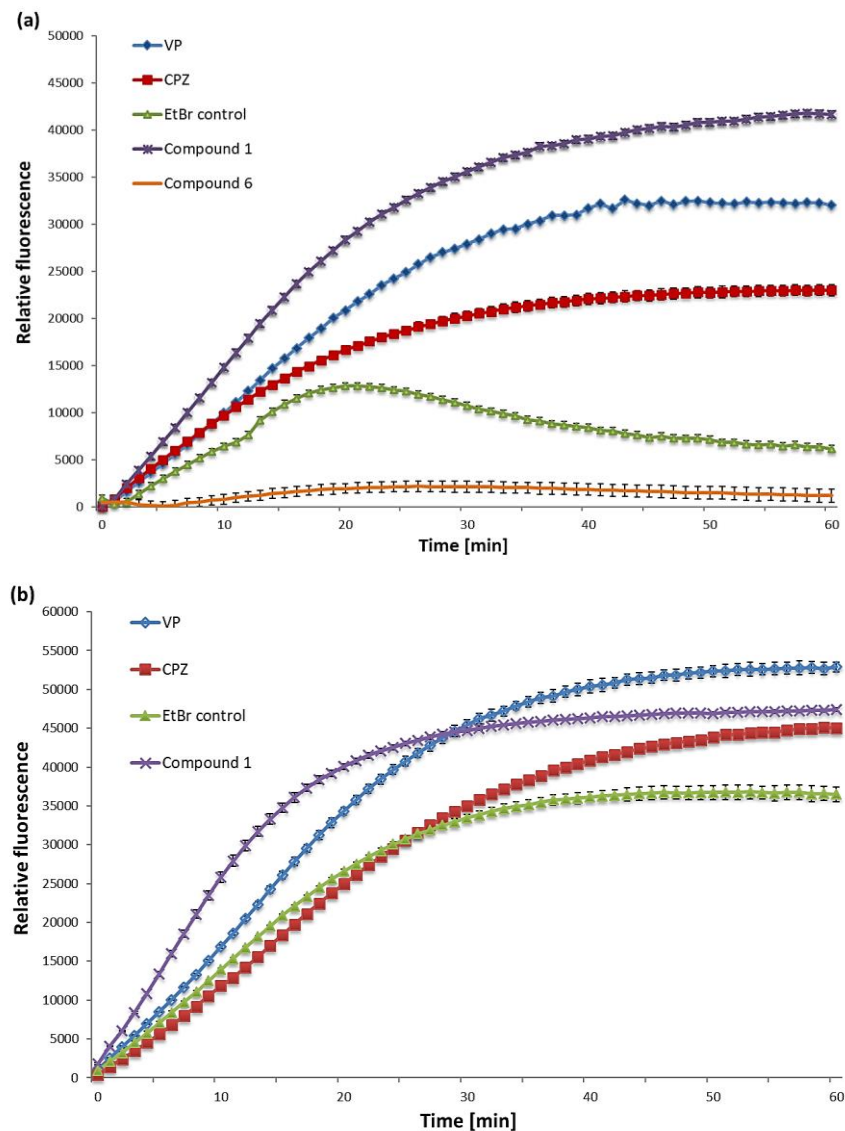 (a)
50000
45000
40000
35000
30000
25000
20000
15000
10000
5000
0
Relative fluorescence
VP
CPZ
EtBr control
Compound 1
Compound 6
0 10 20 30 40 50 60
Time [min]
(b)
60000
55000
50000
45000
40000
35000
30000
25000
20000
15000
10000
5000
0
Relative fluorescence
VP
CPZ
EtBr control
Compound 1
0 10 20 30 40 50 60
Time [min]